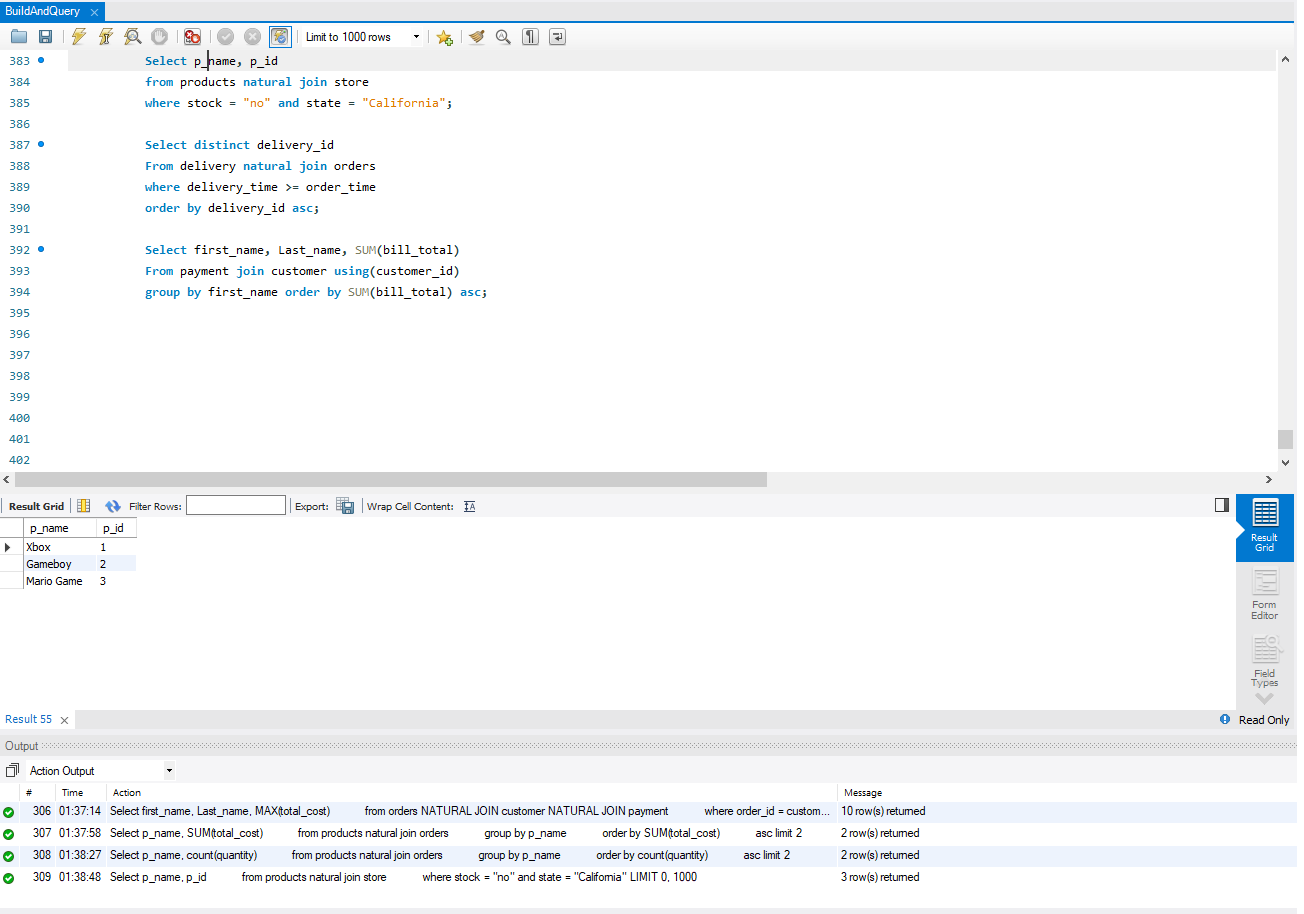 BuildAndQuery
Limit to 1000 rows
383 Select p_name, p_id
384 from products natural join store
385 where stock = "no" and state = "California";
386
387 Select distinct delivery_id
388 From delivery natural join orders
389 where delivery_time >= order_time
390 order by delivery_id asc;
391
392 Select first_name, Last_name, SUM(bill_total)
393 From payment join customer using(customer_id)
394 group by first_name order by SUM(bill_total) asc;
395
396
397
398
399
400
401
402
Result Grid Filter Rows: Export: Wrap Cell Content:
p_name p_id
Xbox 1
Gameboy 2
Mario Game 3
Result
Grid
Form
Editor
Field
Types
Result 55 Read Only
Output
Action Output
# Time Action Message
306 01:37:14 Select first_name, Last_name, MAX(total_cost) from orders NATURAL JOIN customer NATURAL JOIN payment where order_id = custom... 10 row(s) returned
307 01:37:58 Select p_name, SUM(total_cost) from products natural join orders group by p_name order by SUM(total_cost) asc limit 2 2 row(s) returned
308 01:38:27 Select p_name, count(quantity) from products natural join orders group by p_name order by count(quantity) asc limit 2 2 row(s) returned
309 01:38:48 Select p_name, p_id from products natural join store where stock = "no" and state = "California" LIMIT 0, 1000 3 row(s) returned